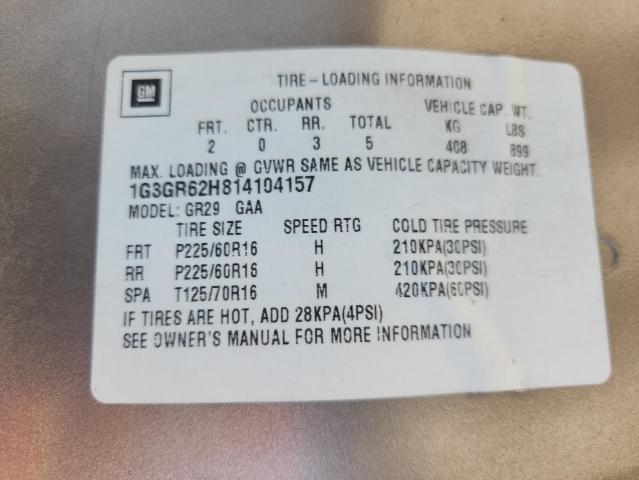 GM
TIRE-LOADING INFORMATION
OCCUPANTS VEHICLE CAP. WT.
FRT. CTR. RR. TOTAL KG LBS
2 0 3 5 408 899
MAX. LOADING @ GVWR SAME AS VEHICLE CAPACITY WEIGHT.
1G3GR62H814104157
MODEL: GR29 GAA
TIRE SIZE SPEED RTG COLD TIRE PRESSURE
FRT P225/60R16 H 210KPA(30PSI)
RR P225/60R16 H 210KPA(30PSI)
SPA T125/70R16 M 420KPA(60PSI)
IF TIRES ARE HOT, ADD 28KPA(4PSI)
SEE OWNER'S MANUAL FOR MORE INFORMATION